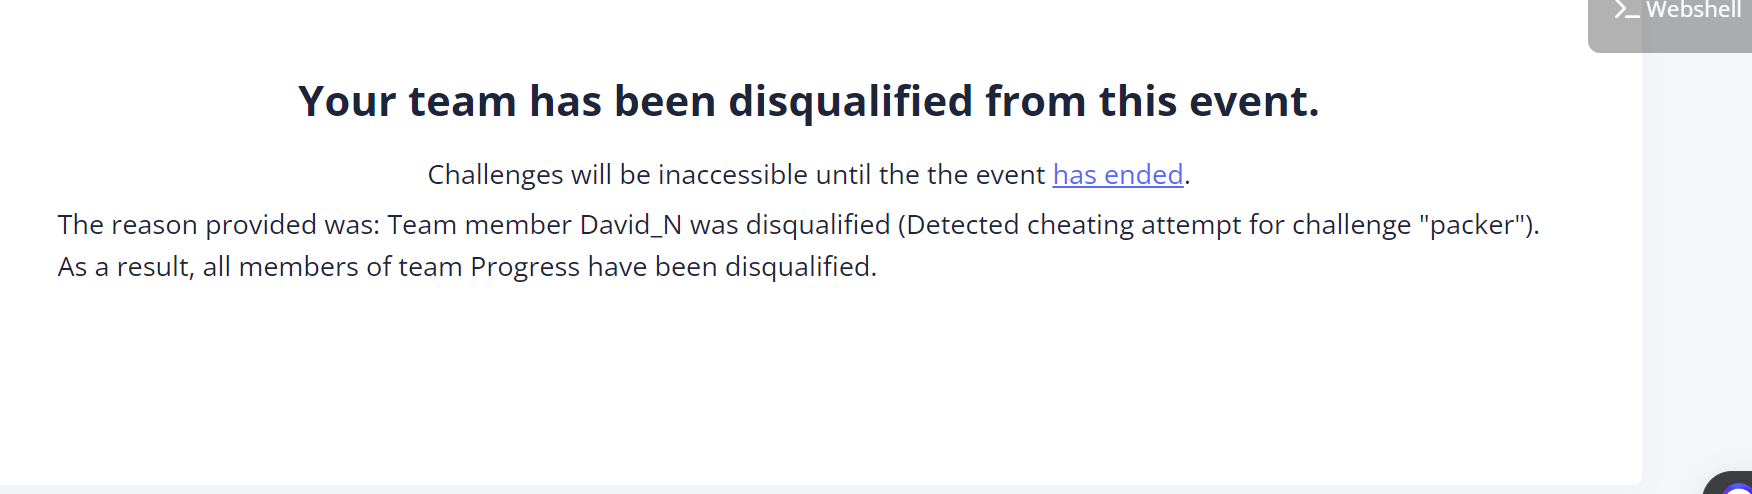 >_ Webshell
Your team has been disqualified from this event.
Challenges will be inaccessible until the the event has ended.
The reason provided was: Team member David_N was disqualified (Detected cheating attempt for challenge "packer").
As a result, all members of team Progress have been disqualified.